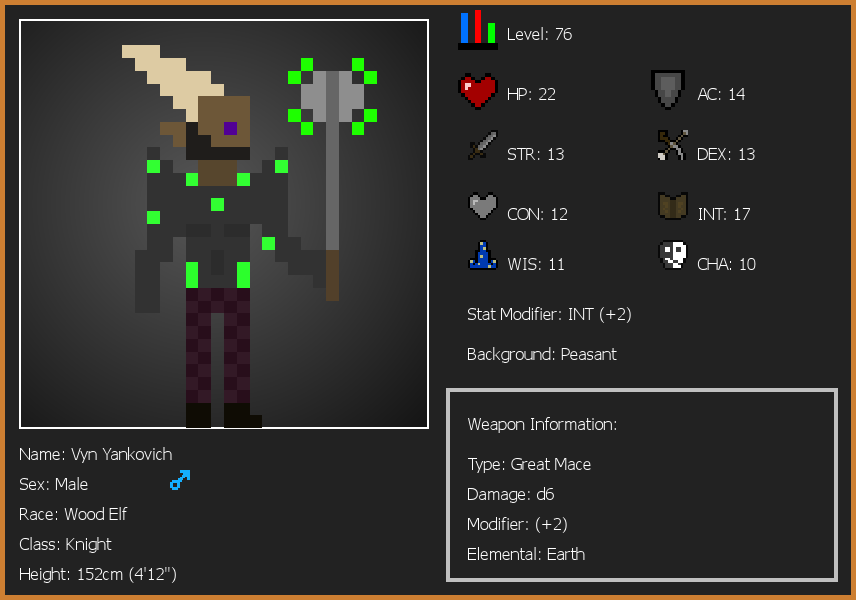 Level: 76
HP: 22
AC: 14
STR: 13
DEX: 13
CON: 12
INT: 17
WIS: 11
CHA: 10
Stat Modifier: INT (+2)
Background: Peasant
Weapon Information:
Type: Great Mace
Damage: d6
Modifier: (+2)
Elemental: Earth
Name: Vyn Yankovich
Sex: Male
Race: Wood Elf
Class: Knight
Height: 152cm (4'12")